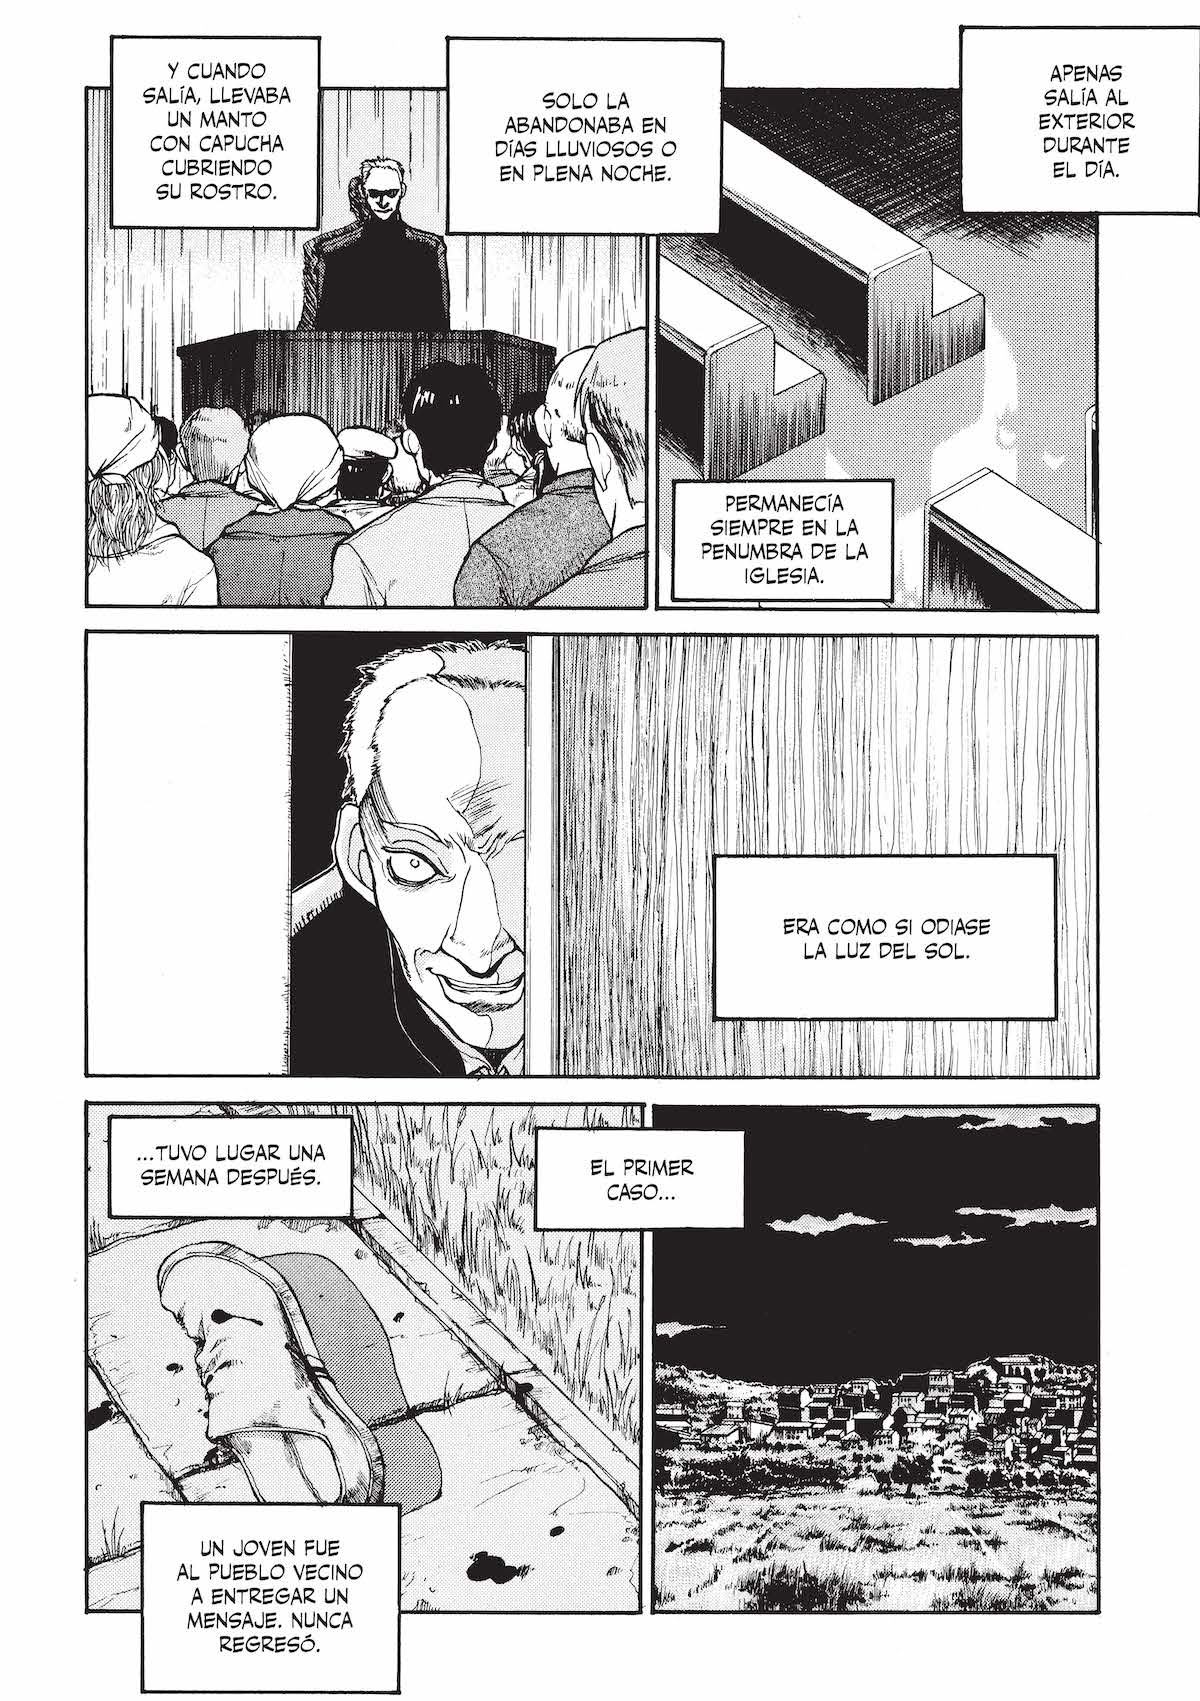 APENAS
SALÍA AL
EXTERIOR
DURANTE
EL DÍA.
PERMANECÍA
SIEMPRE EN LA
PENUMBRA DE LA
IGLESIA.
SOLO LA
ABANDONABA EN
DÍAS LLUVIOSOS O
EN PLENA NOCHE.
Y CUANDO
SALÍA, LLEVABA
UN MANTO
CON CAPUCHA
CUBRIENDO
SU ROSTRO.
ERA COMO SI ODIASE
LA LUZ DEL SOL.
EL PRIMER
CASO...
...TUVO LUGAR UNA
SEMANA DESPUÉS.
UN JOVEN FUE
AL PUEBLO VECINO
A ENTREGAR UN
MENSAJE. NUNCA
REGRESÓ.